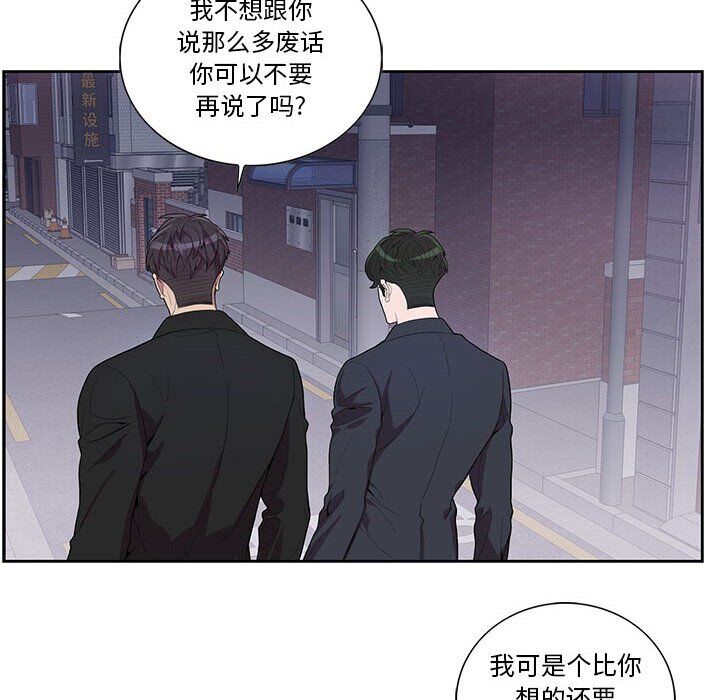 我不想跟你
说那么多废话
你可以不要
再说了吗?
最新设施
我可是个比你
想的还要